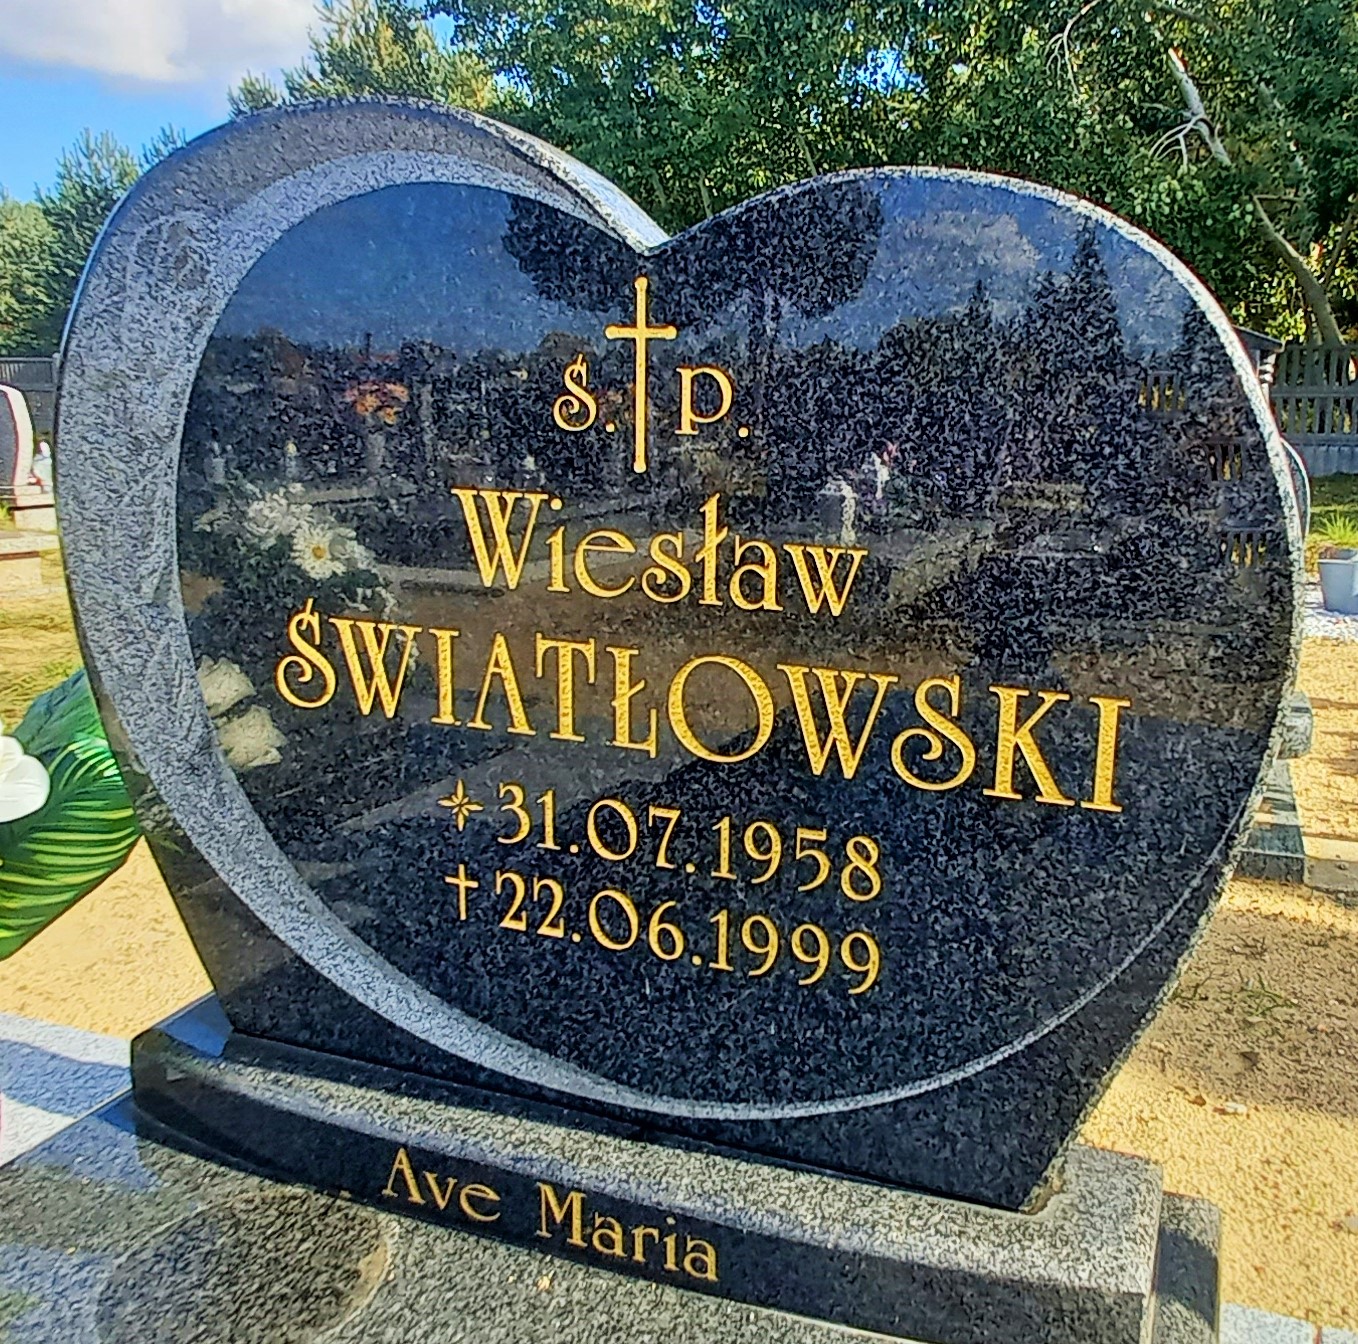 ś. p.
Wiesław
ŚWIATŁOWSKI
31.07.1958
22.06.1999
Ave Maria